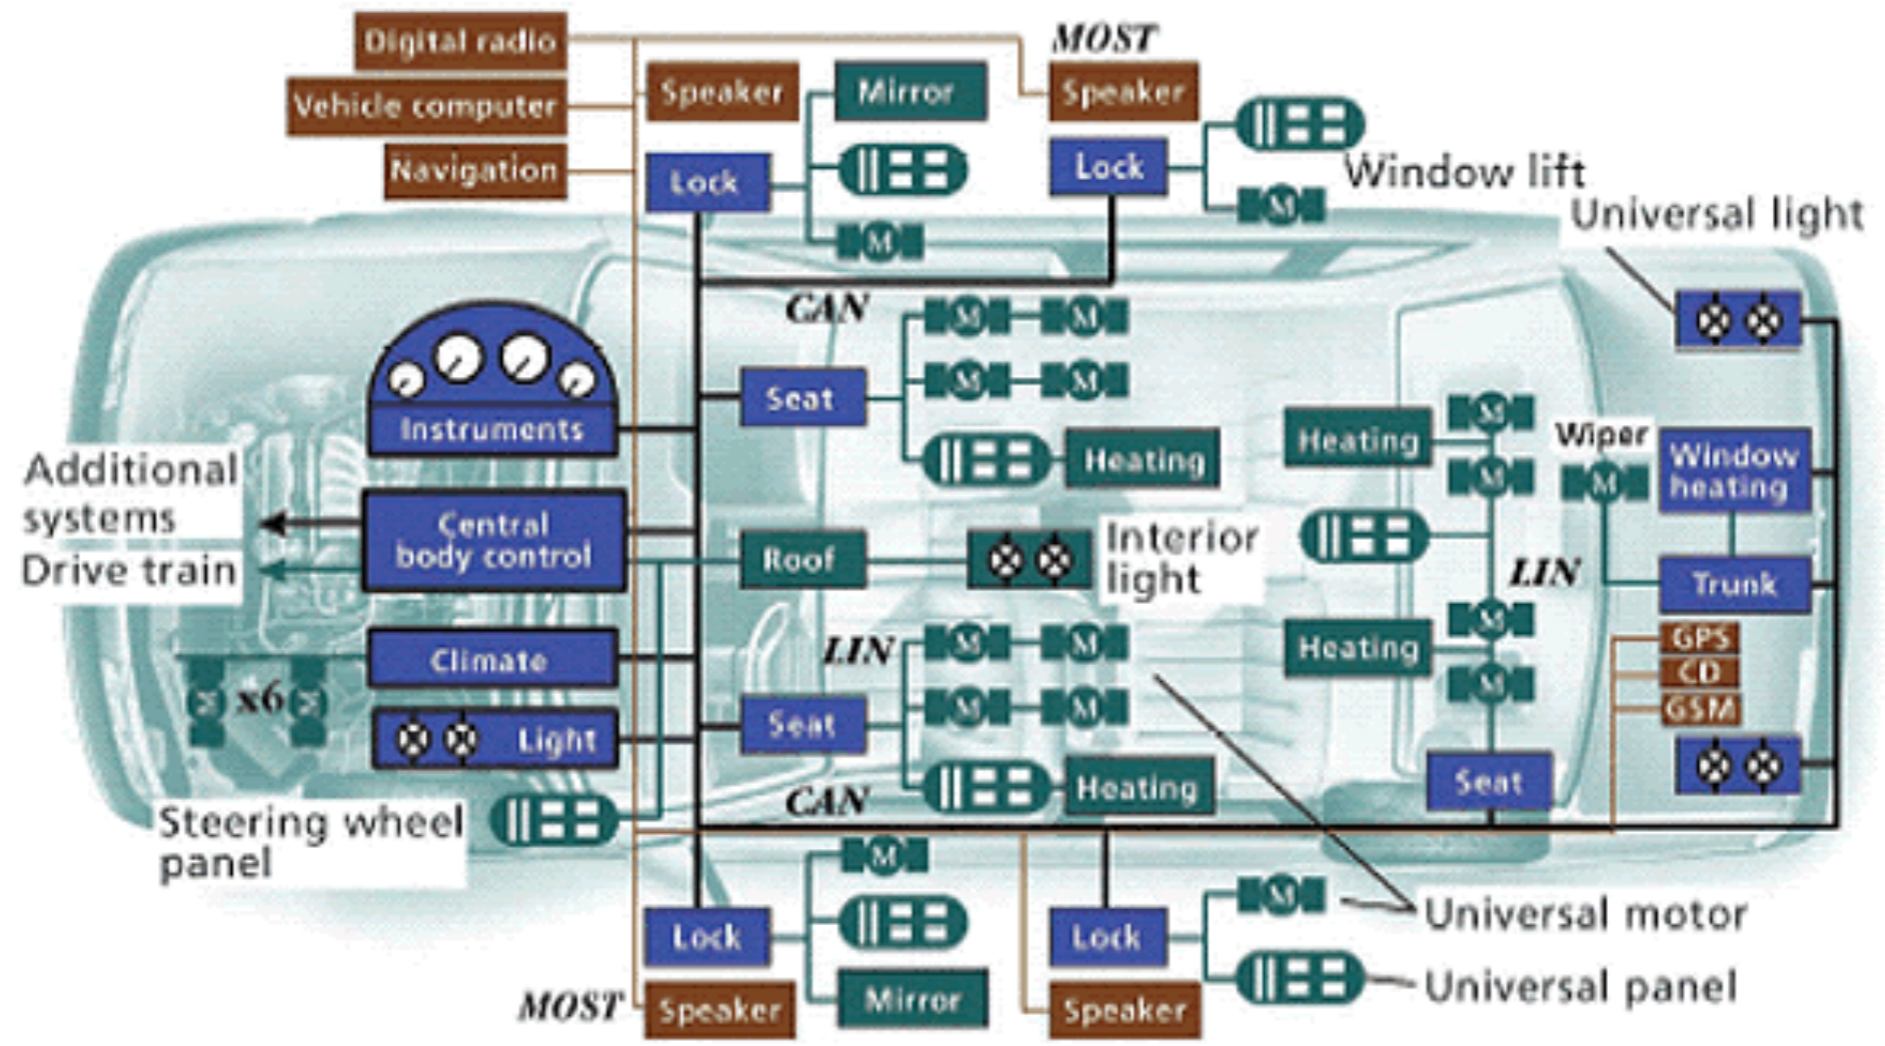 Digital radio
MOST
Speaker
Mirror
Speaker
Vehicle computer
Navigation
Lock
Lock
Window lift
M
M
Universal light
CAN
M
M
M
M
Instruments
Seat
Heating
Heating
M
M
Wiper
M
Window
heating
Additional
systems
Drive train
Central
body control
Roof
Interior
light
LIN
Trunk
Climate
LIN
M
M
M
M
Heating
M
M
GPS
CD
GSM
M
x6
M
Light
Seat
Heating
Seat
CAN
Steering wheel
panel
M
Lock
Lock
M
Universal motor
Mirror
Universal panel
MOST
Speaker
Speaker